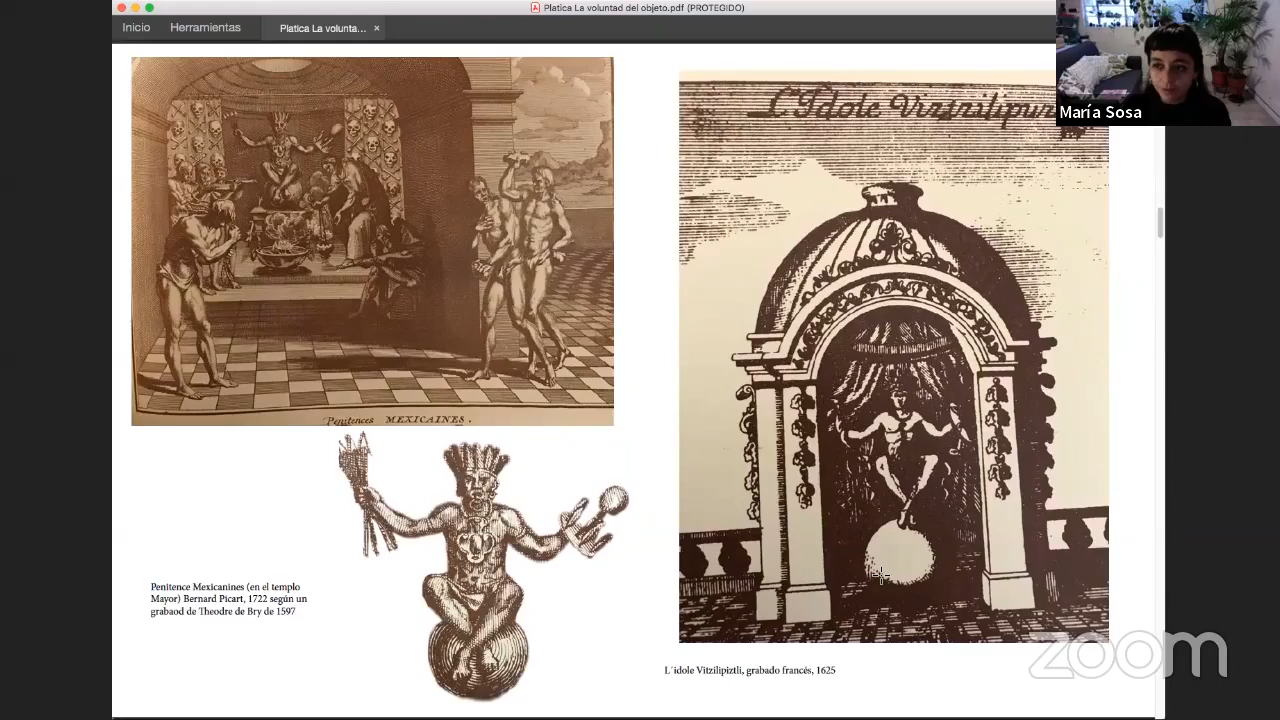 Platica La voluntad del objeto.pdf (PROTEGIDO)
Inicio
Herramientas
Platica La volunta...
×
María Sosa
L'Idole Vitzilipu
Penitences MEXICAINES.
Penitence Mexicanines (en el templo
Mayor) Bernard Picart, 1722 según un
grabaod de Theodre de Bry de 1597
L´idole Vitzilipiztli, grabado francés, 1625
zoom